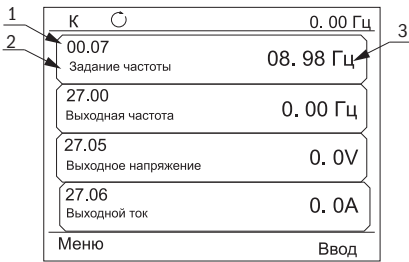 1
2
3
К 0. 00 Гц
00.07
Задание частоты
08. 98 Гц
27.00
Выходная частота
0. 00 Гц
27.05
Выходное напряжение
0. 0V
27.06
Выходной ток
0. 0A
Меню Ввод